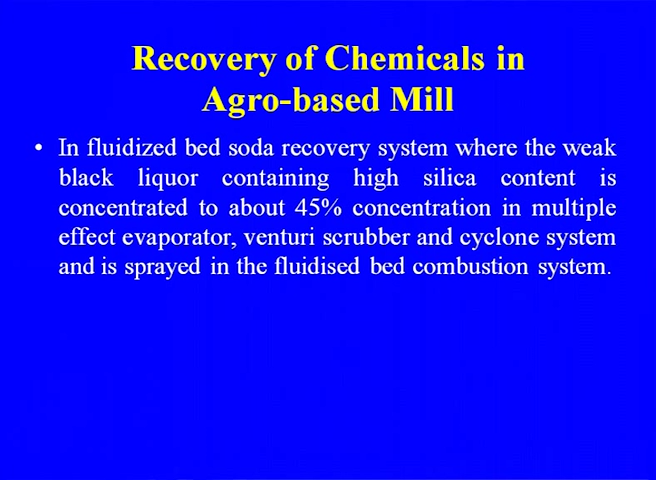 Recovery of Chemicals in
Agro-based Mill
• In fluidized bed soda recovery system where the weak
black liquor containing high silica content is
concentrated to about 45% concentration in multiple
effect evaporator, venturi scrubber and cyclone system
and is sprayed in the fluidised bed combustion system.